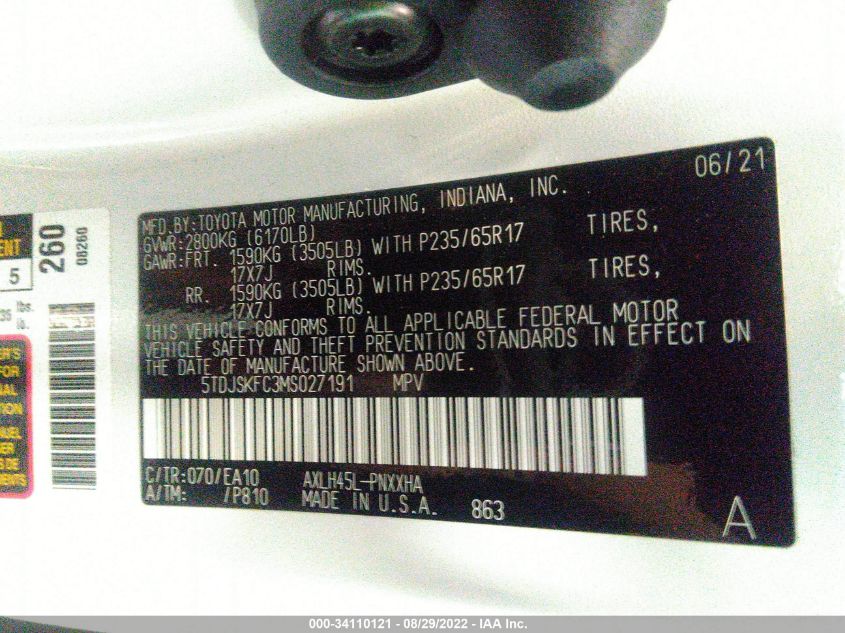 06/21
MFD.BY:TOYOTA MOTOR MANUFACTURING, INDIANA, INC.
GVWR:2800KG (6170LB)
GAWR:FRT. 1590KG (3505LB) WITH P235/65R17 TIRES,
17X7J RIMS.
RR. 1590KG (3505LB) WITH P235/65R17 TIRES,
17X7J RIMS.
THIS VEHICLE CONFORMS TO ALL APPLICABLE FEDERAL MOTOR
VEHICLE SAFETY AND THEFT PREVENTION STANDARDS IN EFFECT ON
THE DATE OF MANUFACTURE SHOWN ABOVE.
5TDJSKFC3MS027191 MPV
C/TR:070/EA10 AXLH45L-PNXXHA
A/TM: /P810 MADE IN U.S.A. 863
A
260
08260
5
lbs.
lb.
000-34110121 - 08/29/2022 - IAA Inc.